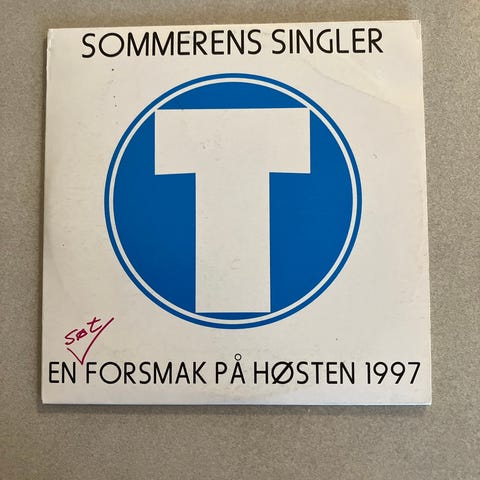 SOMMERENS SINGLER
T
søt
EN FORSMAK PÅ HØSTEN 1997